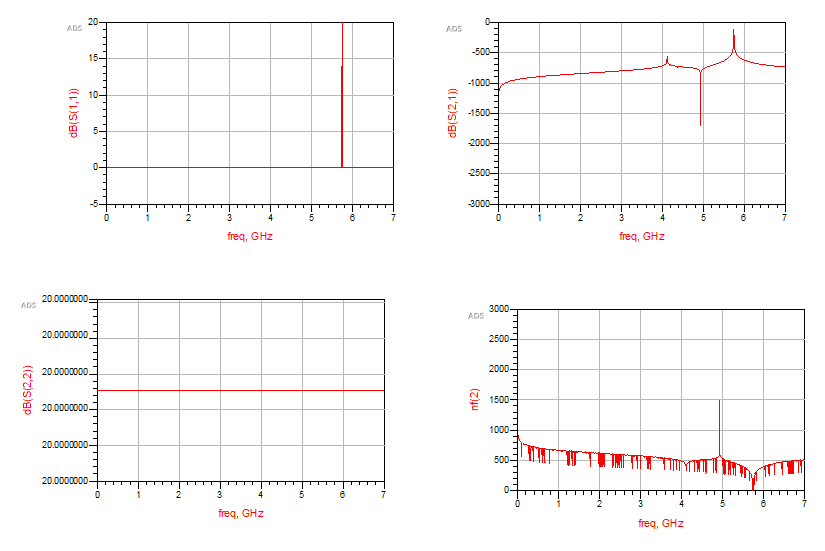 ADS
20
15
10
5
0
-5
dB(S(1,1))
0 1 2 3 4 5 6 7
freq, GHz
ADS
0
-500
-1000
-1500
-2000
-2500
-3000
dB(S(2,1))
0 1 2 3 4 5 6 7
freq, GHz
ADS
20.0000000
20.0000000
20.0000000
20.0000000
20.0000000
20.0000000
dB(S(2,2))
0 1 2 3 4 5 6 7
freq, GHz
ADS
3000
2500
2000
1500
1000
500
0
nf(2)
0 1 2 3 4 5 6 7
freq, GHz